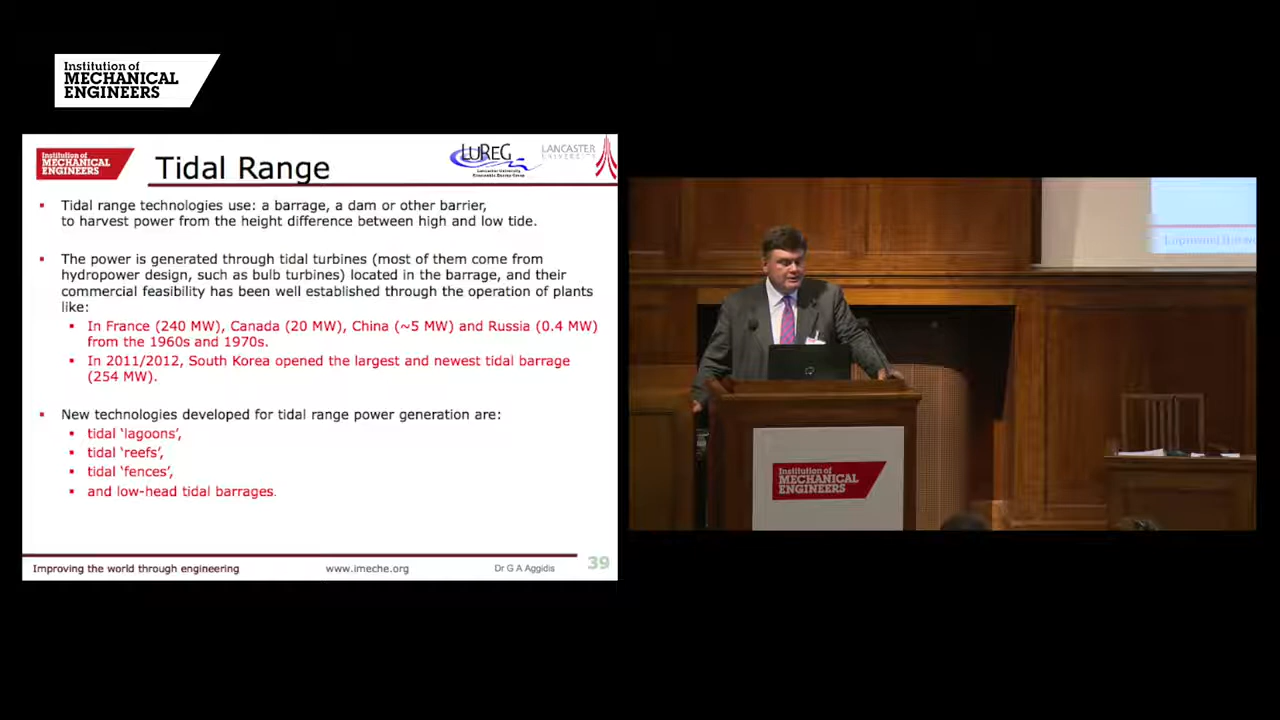 Institution of
MECHANICAL
ENGINEERS
Institution of
MECHANICAL
ENGINEERS
Tidal Range
LUREG
Lancaster University
Renewable Energy Group
LANCASTER
UNIVERSITY
Tidal range technologies use: a barrage, a dam or other barrier,
to harvest power from the height difference between high and low tide.
The power is generated through tidal turbines (most of them come from
hydropower design, such as bulb turbines) located in the barrage, and their
commercial feasibility has been well established through the operation of plants
like:
In France (240 MW), Canada (20 MW), China (~5 MW) and Russia (0.4 MW)
from the 1960s and 1970s.
In 2011/2012, South Korea opened the largest and newest tidal barrage
(254 MW).
New technologies developed for tidal range power generation are:
tidal ‘lagoons’,
tidal ‘reefs’,
tidal ‘fences’,
and low-head tidal barrages.
Improving the world through engineering
www.imeche.org
Dr G A Aggidis
39
Institution of
MECHANICAL
ENGINEERS